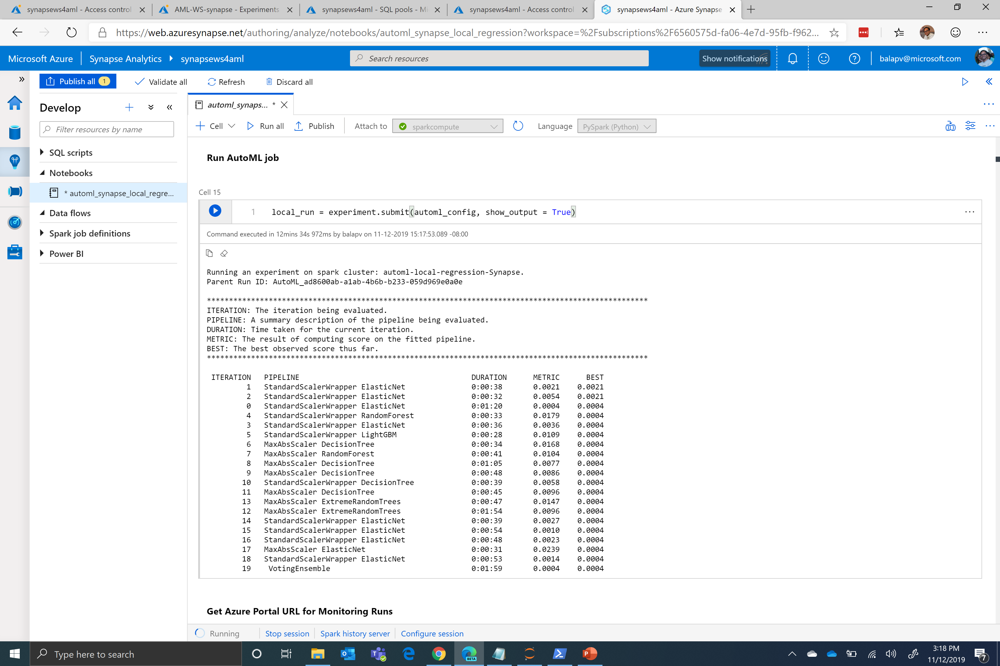 synapsews4aml - Access control
AML-WS-synapse - Experiments
synapsews4aml - SQL pools - Mi
synapsews4aml - Access control
synapsews4aml - Azure Synapse
https://web.azuresynapse.net/authoring/analyze/notebooks/automl_synapse_local_regression?workspace=%2Fsubscriptions%2F6560575d-fa06-4e7d-95fb-f962...
Microsoft Azure
Synapse Analytics
synapsews4aml
Search resources
Show notifications
balapv@microsoft.com
Publish all 1
Validate all
Refresh
Discard all
Develop
Filter resources by name
SQL scripts
Notebooks
* automl_synapse_local_regre...
Data flows
Spark job definitions
Power BI
automl_synaps... *
Cell
Run all
Publish
Attach to
sparkcompute
Language
PySpark (Python)
Run AutoML job
Cell 15
1 local_run = experiment.submit(automl_config, show_output = True)
Command executed in 12mins 34s 972ms by balapv on 11-12-2019 15:17:53.089 -08:00
Running an experiment on spark cluster: automl-local-regression-Synapse.
Parent Run ID: AutoML_ad8600ab-a1ab-4b6b-b233-059d969e0a0e
****************************************************************************************************
ITERATION: The iteration being evaluated.
PIPELINE: A summary description of the pipeline being evaluated.
DURATION: Time taken for the current iteration.
METRIC: The result of computing score on the fitted pipeline.
BEST: The best observed score thus far.
****************************************************************************************************
ITERATION PIPELINE DURATION METRIC BEST
1 StandardScalerWrapper ElasticNet 0:00:38 0.0021 0.0021
2 StandardScalerWrapper ElasticNet 0:00:32 0.0054 0.0021
0 StandardScalerWrapper ElasticNet 0:01:20 0.0004 0.0004
4 StandardScalerWrapper RandomForest 0:00:33 0.0179 0.0004
3 StandardScalerWrapper ElasticNet 0:00:36 0.0036 0.0004
5 StandardScalerWrapper LightGBM 0:00:28 0.0109 0.0004
6 MaxAbsScaler DecisionTree 0:00:34 0.0168 0.0004
7 MaxAbsScaler RandomForest 0:00:41 0.0104 0.0004
8 MaxAbsScaler DecisionTree 0:01:05 0.0077 0.0004
9 MaxAbsScaler DecisionTree 0:00:48 0.0086 0.0004
10 StandardScalerWrapper DecisionTree 0:00:39 0.0058 0.0004
11 MaxAbsScaler DecisionTree 0:00:45 0.0096 0.0004
13 MaxAbsScaler ExtremeRandomTrees 0:00:47 0.0147 0.0004
12 MaxAbsScaler ExtremeRandomTrees 0:01:54 0.0096 0.0004
14 StandardScalerWrapper ElasticNet 0:00:39 0.0027 0.0004
15 StandardScalerWrapper ElasticNet 0:00:54 0.0010 0.0004
16 StandardScalerWrapper ElasticNet 0:00:48 0.0023 0.0004
17 MaxAbsScaler ElasticNet 0:00:31 0.0239 0.0004
18 StandardScalerWrapper ElasticNet 0:00:53 0.0014 0.0004
19 VotingEnsemble 0:01:59 0.0004 0.0004
Get Azure Portal URL for Monitoring Runs
Running
Stop session
Spark history server
Configure session
Type here to search
BETA
3:18 PM
11/12/2019
7